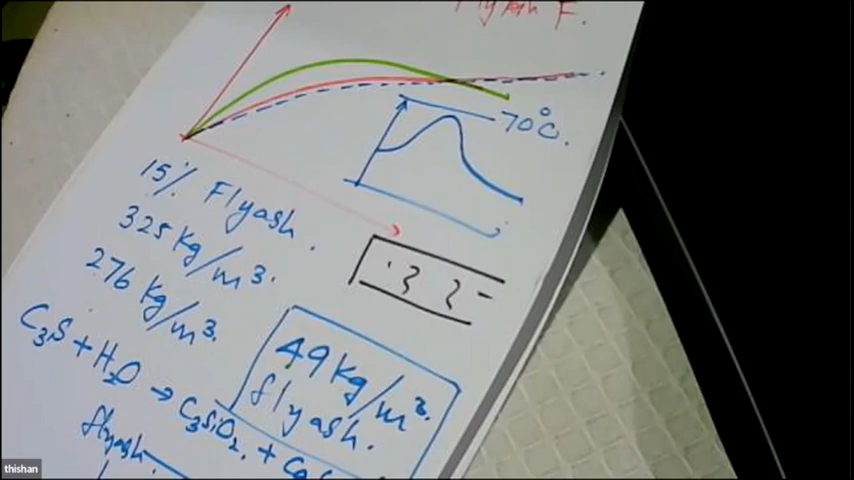 Flyash F.
70°C.
15% Flyash.
325 Kg/m³.
276 Kg/m³.
49 Kg/m³.
flyash.
C₃S + H₂O → C₃SiO₂. +
flyash.
thishan